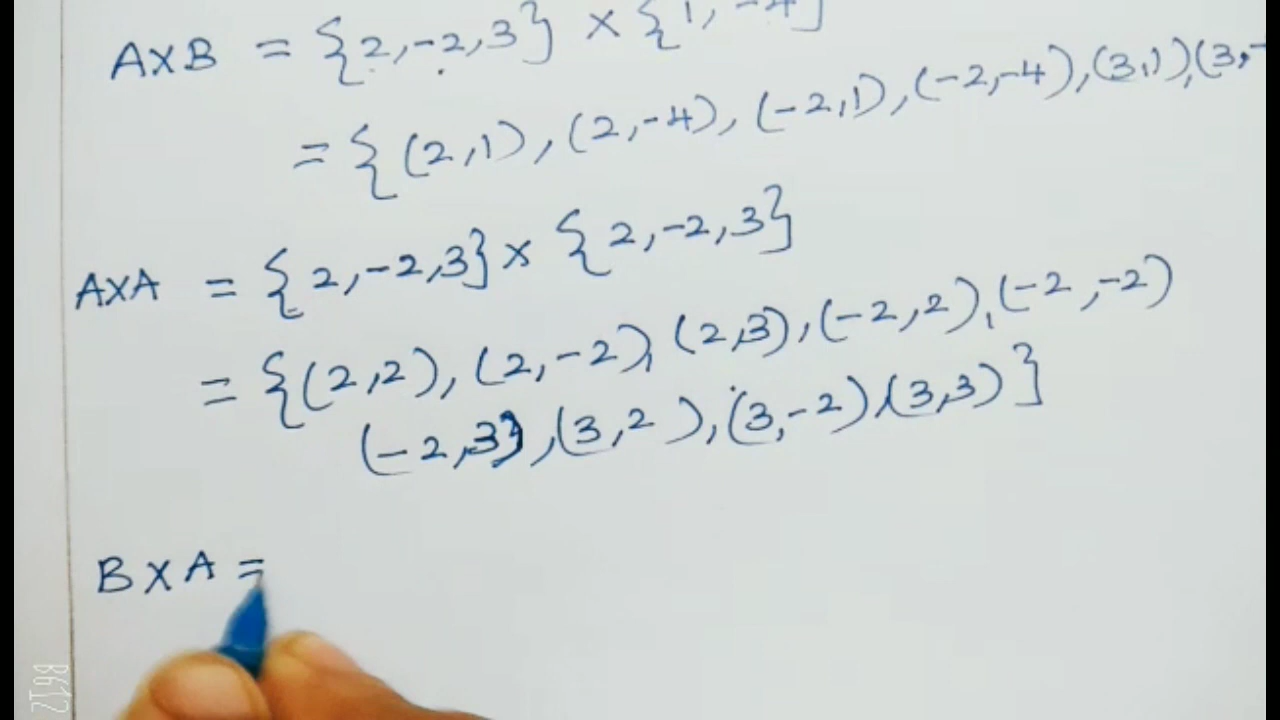 A×B = {2,-2,3} × {1, -4}
= {(2,1), (2,-4), (-2,1), (-2,-4), (3,1), (3,-
A×A = {2,-2,3} × {2,-2,3}
= {(2,2), (2,-2), (2,3), (-2,2), (-2,-2)
(-2,3), (3,2), (3,-2), (3,3)}
B×A =
B612